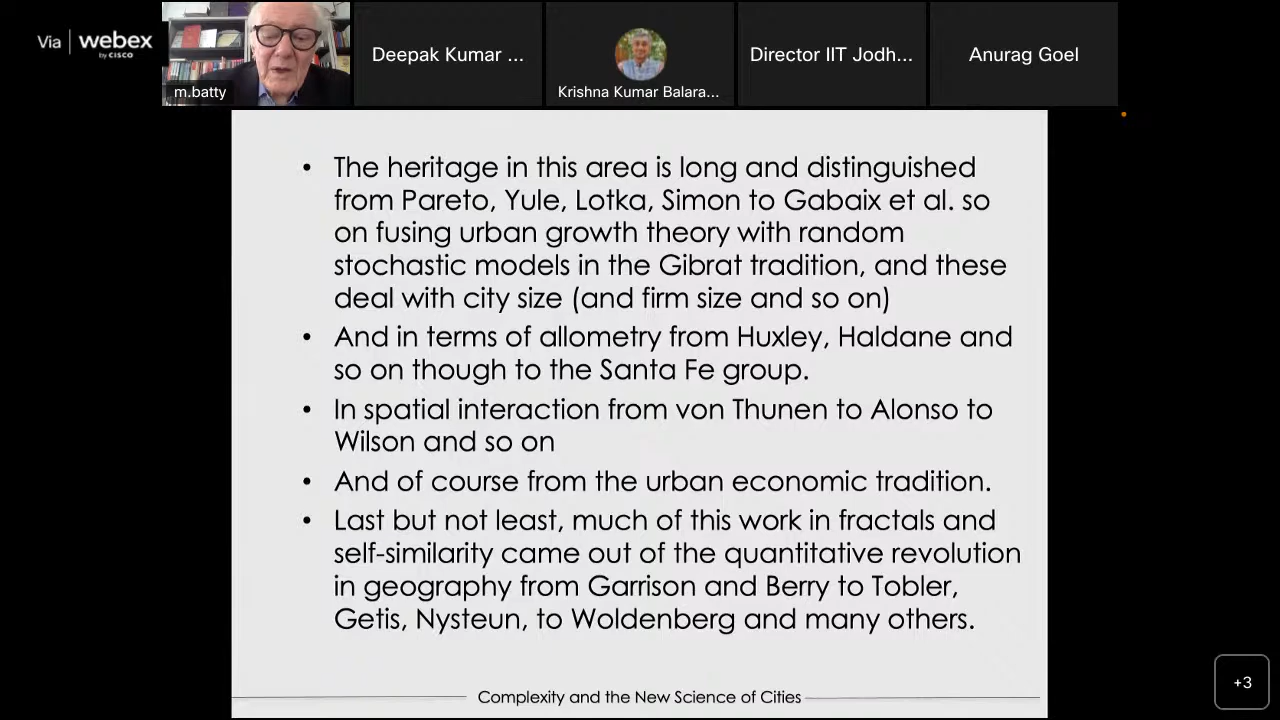 Via | webex
by CISCO
m.batty
Deepak Kumar ...
Krishna Kumar Balara...
Director IIT Jodh...
Anurag Goel
• The heritage in this area is long and distinguished
from Pareto, Yule, Lotka, Simon to Gabaix et al. so
on fusing urban growth theory with random
stochastic models in the Gibrat tradition, and these
deal with city size (and firm size and so on)
• And in terms of allometry from Huxley, Haldane and
so on though to the Santa Fe group.
• In spatial interaction from von Thunen to Alonso to
Wilson and so on
• And of course from the urban economic tradition.
• Last but not least, much of this work in fractals and
self-similarity came out of the quantitative revolution
in geography from Garrison and Berry to Tobler,
Getis, Nysteun, to Woldenberg and many others.
Complexity and the New Science of Cities
+3